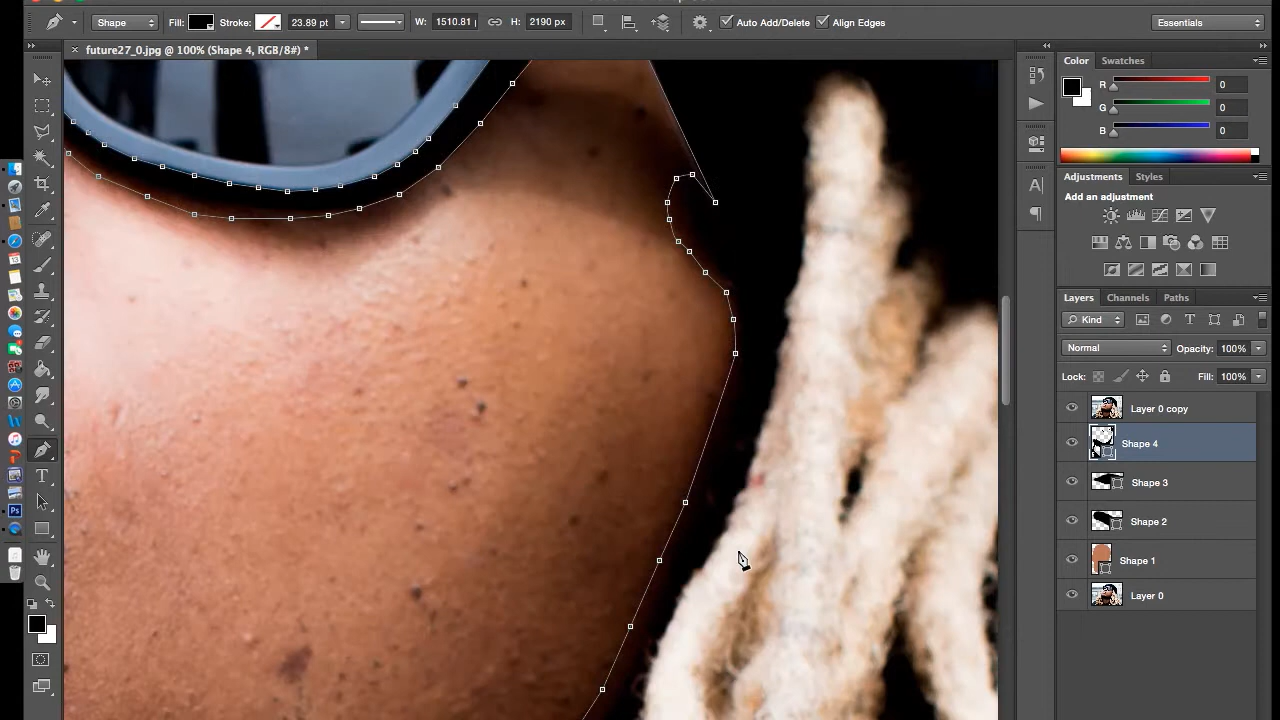 Shape Fill: Stroke: 23.89 pt W: 1510.81 H: 2190 px Auto Add/Delete Align Edges Essentials
× future27_0.jpg @ 100% (Shape 4, RGB/8#) *
Color Swatches
R 0
G 0
B 0
Adjustments Styles
Add an adjustment
Layers Channels Paths
Kind
Normal Opacity: 100%
Lock: Fill: 100%
Layer 0 copy
Shape 4
Shape 3
Shape 2
Shape 1
Layer 0